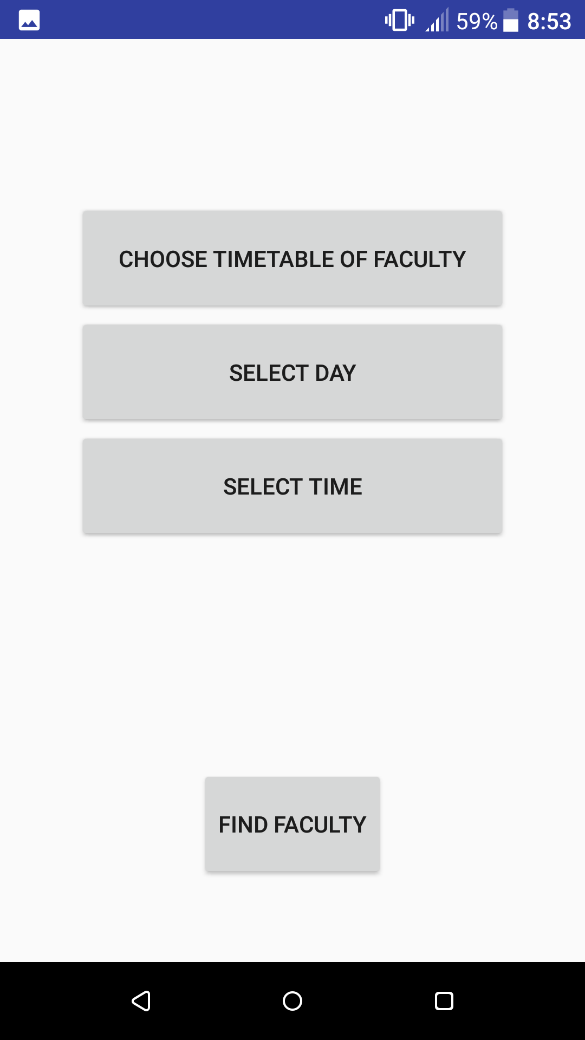 59% 8:53
CHOOSE TIMETABLE OF FACULTY
SELECT DAY
SELECT TIME
FIND FACULTY